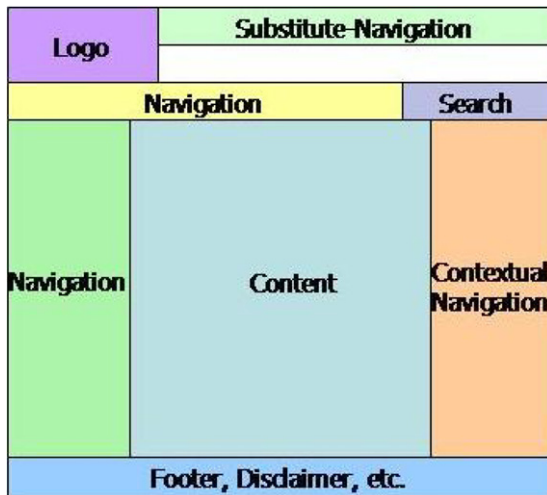 Substitute-Navigation
Logo
Navigation
Search
Navigation
Content
Contextual
Navigation
Footer, Disclaimer, etc.